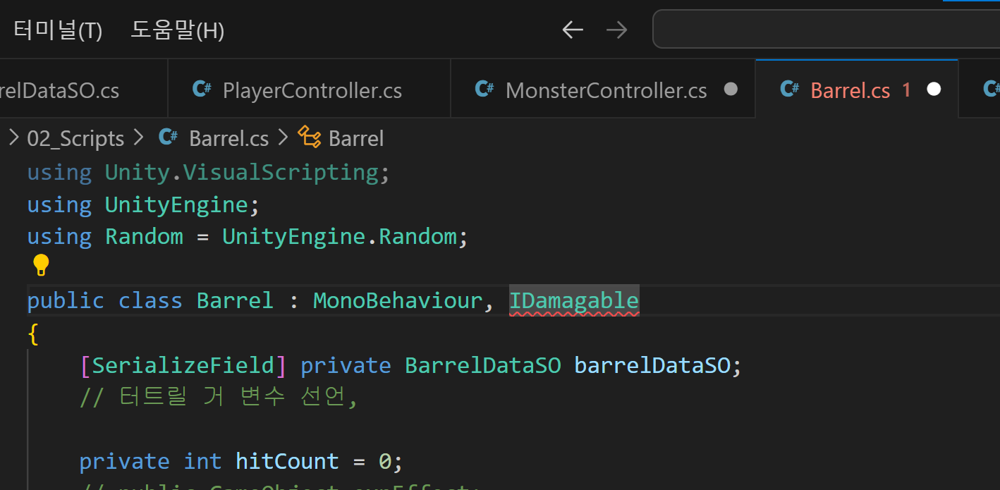 터미널(T) 도움말(H)
relDataSO.cs PlayerController.cs MonsterController.cs Barrel.cs 1
02_Scripts Barrel.cs Barrel
using Unity.VisualScripting;
using UnityEngine;
using Random = UnityEngine.Random;
public class Barrel : MonoBehaviour, IDamagable
{
[SerializeField] private BarrelDataSO barrelDataSO;
// 터트릴 거 변수 선언,
private int hitCount = 0;
// public GameObject